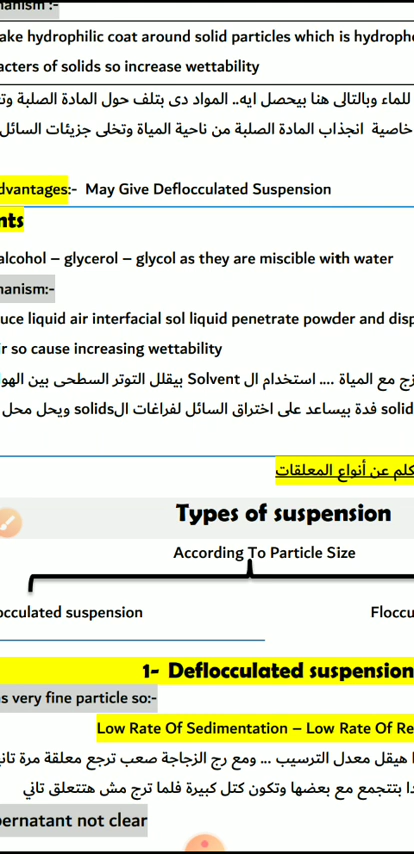 hanism :-
ake hydrophilic coat around solid particles which is hydropho
acters of solids so increase wettability
للماء وبالتالى هنا بيحصل ايه.. المواد دى بتلف حول المادة الصلبة وت
خاصية انجذاب المادة الصلبة من ناحية المياة وتخلى جزيئات السائل
dvantages:- May Give Deflocculated Suspension
nts
alcohol – glycerol – glycol as they are miscible with water
hanism:-
uce liquid air interfacial sol liquid penetrate powder and disp
r so cause increasing wettability
زج مع المياة .... استخدام ال Solvent بيقلل التوتر السطحى بين الهو
solid فدة بيساعد على اختراق السائل لفراغات الsolids ويحل محل
كلم عن أنواع المعلقات
Types of suspension
According To Particle Size
occulated suspension
Floccu
1- Deflocculated suspension
s very fine particle so:-
Low Rate Of Sedimentation – Low Rate Of Re
ا هيقل معدل الترسيب ... ومع رج الزجاجة صعب ترجع معلقة مرة تاني
دا بتتجمع مع بعضها وتكون كتل كبيرة فلما ترج مش هتتعلق تاني
pernatant not clear